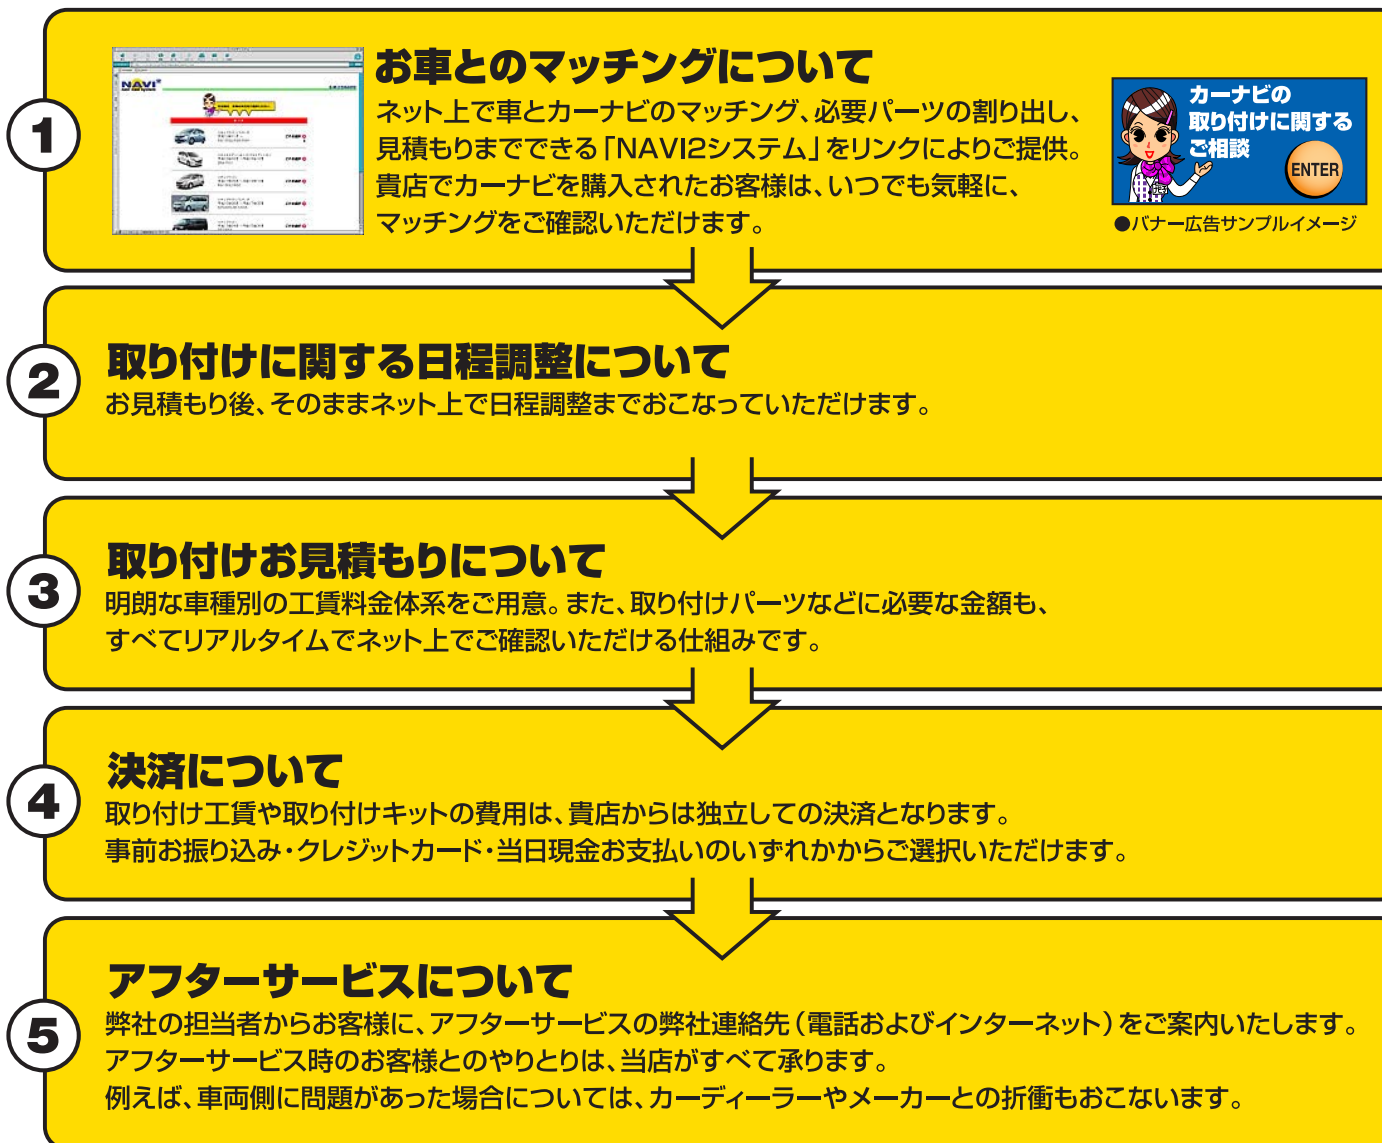 1
NAVI2
お車とのマッチングについて
ネット上で車とカーナビのマッチング、必要パーツの割り出し、
見積もりまでできる「NAVI2システム」をリンクによりご提供。
貴店でカーナビを購入されたお客様は、いつでも気軽に、
マッチングをご確認いただけます。
カーナビの
取り付けに関する
ご相談
ENTER
●バナー広告サンプルイメージ
2
取り付けに関する日程調整について
お見積もり後、そのままネット上で日程調整までおこなっていただけます。
3
取り付けお見積もりについて
明朗な車種別の工賃料金体系をご用意。また、取り付けパーツなどに必要な金額も、
すべてリアルタイムでネット上でご確認いただける仕組みです。
4
決済について
取り付け工賃や取り付けキットの費用は、貴店からは独立しての決済となります。
事前お振り込み・クレジットカード・当日現金お支払いのいずれかからご選択いただけます。
5
アフターサービスについて
弊社の担当者からお客様に、アフターサービスの弊社連絡先（電話およびインターネット）をご案内いたします。
アフターサービス時のお客様とのやりとりは、当店がすべて承ります。
例えば、車両側に問題があった場合については、カーディーラーやメーカーとの折衝もおこないます。